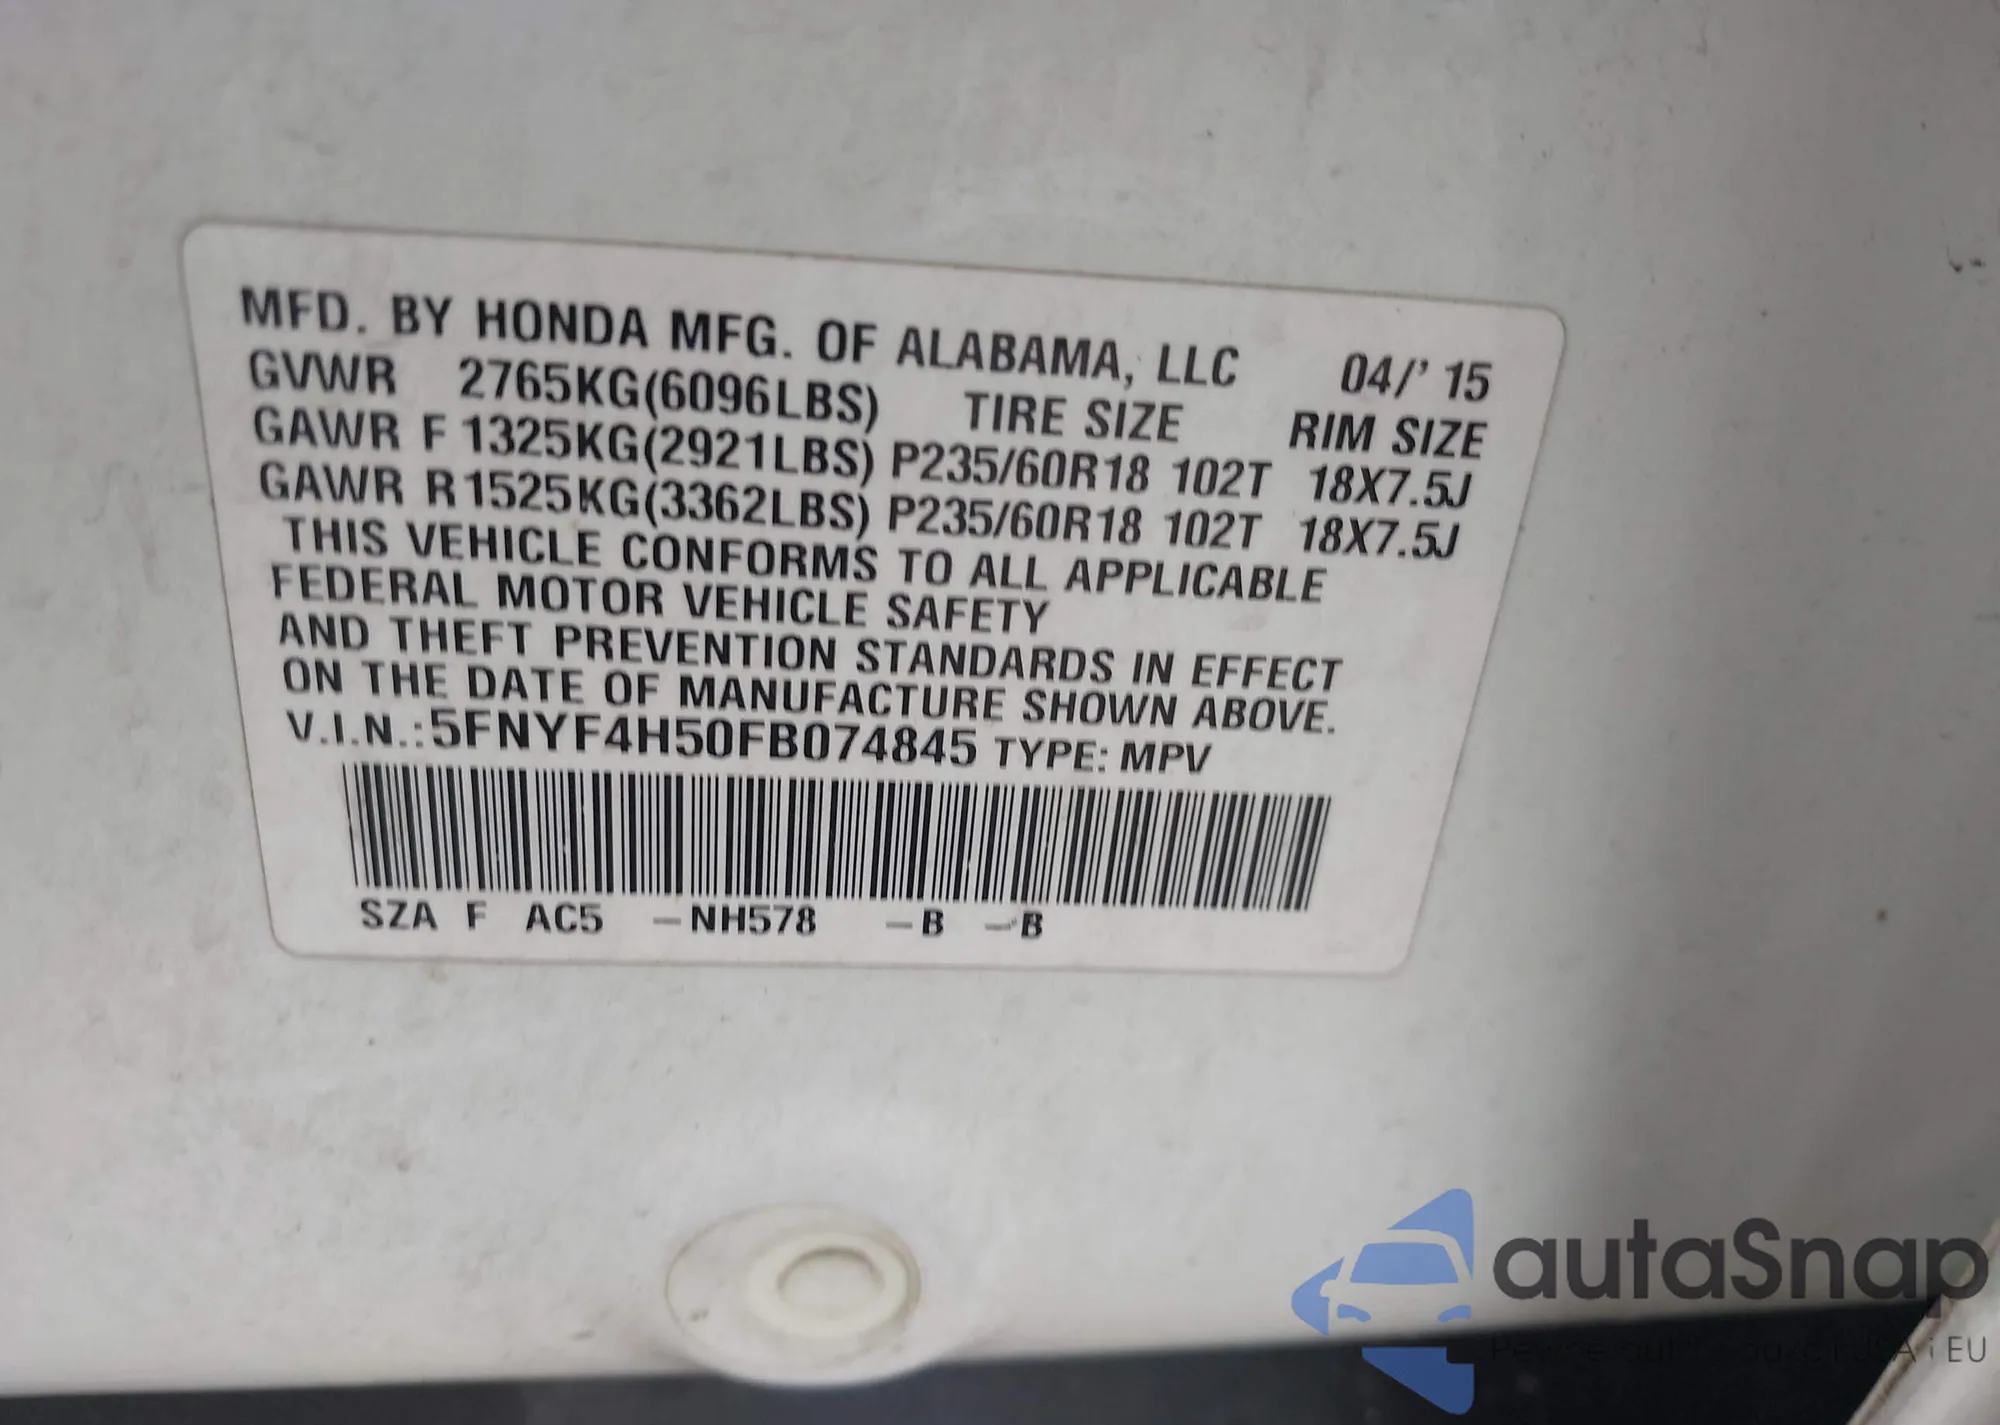 MFD. BY HONDA MFG. OF ALABAMA, LLC 04/' 15
GVWR 2765KG(6096LBS) TIRE SIZE RIM SIZE
GAWR F 1325KG(2921LBS) P235/60R18 102T 18X7.5J
GAWR R1525KG(3362LBS) P235/60R18 102T 18X7.5J
THIS VEHICLE CONFORMS TO ALL APPLICABLE
FEDERAL MOTOR VEHICLE SAFETY
AND THEFT PREVENTION STANDARDS IN EFFECT
ON THE DATE OF MANUFACTURE SHOWN ABOVE.
V.I.N.:5FNYF4H50FB074845 TYPE: MPV
SZA F AC5 –NH578 –B –B
autaSnap
i EU